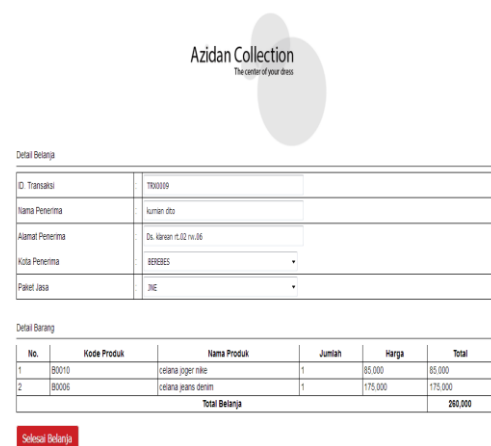 Azidan Collection
The center of your dress
Detail Belanja
ID. Transaksi : TRX0009
Nama Penerima : kuman dito
Alamat Penerima : Ds. klarean rt.02 rw.06
Kota Penerima : BEREBES
Paket Jasa : JNE
Detail Barang
No. Kode Produk Nama Produk Jumlah Harga Total
1 B0010 celana joger nike 1 85,000 85,000
2 B0006 celana jeans denim 1 175,000 175,000
Total Belanja 260,000
Selesai Belanja